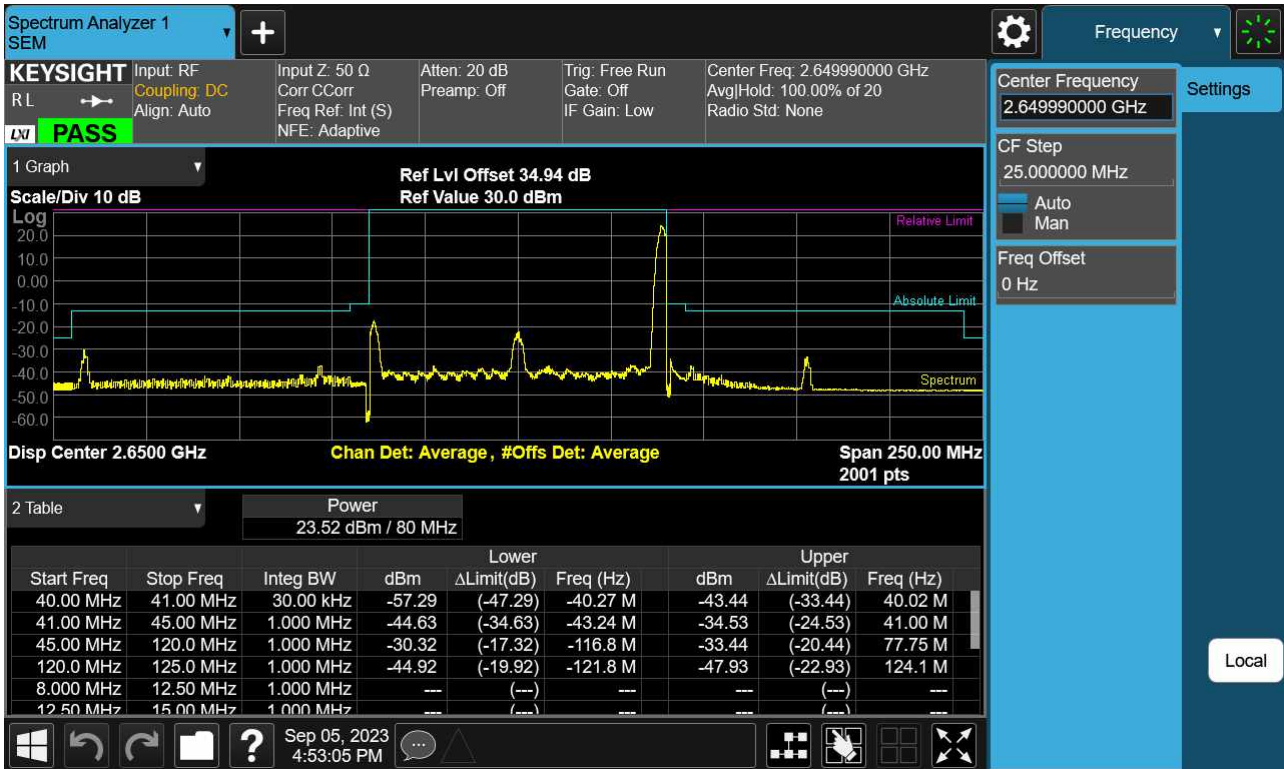 Spectrum Analyzer 1
SEM
+
Frequency
KEYSIGHT
R L
LXI
PASS
Input: RF
Coupling: DC
Align: Auto
Input Z: 50 Ω
Corr CCorr
Freq Ref: Int (S)
NFE: Adaptive
Atten: 20 dB
Preamp: Off
Trig: Free Run
Gate: Off
IF Gain: Low
Center Freq: 2.649990000 GHz
Avg|Hold: 100.00% of 20
Radio Std: None
Center Frequency
2.649990000 GHz
Settings
CF Step
25.000000 MHz
Auto
Man
Freq Offset
0 Hz
1 Graph
Scale/Div 10 dB
Ref Lvl Offset 34.94 dB
Ref Value 30.0 dBm
Log
20.0
10.0
0.00
-10.0
-20.0
-30.0
-40.0
-50.0
-60.0
Relative Limit
Absolute Limit
Spectrum
Disp Center 2.6500 GHz
Chan Det: Average , #Offs Det: Average
Span 250.00 MHz
2001 pts
2 Table
Power
23.52 dBm / 80 MHz
Lower Upper
Start Freq Stop Freq Integ BW dBm ΔLimit(dB) Freq (Hz) dBm ΔLimit(dB) Freq (Hz)
40.00 MHz 41.00 MHz 30.00 kHz -57.29 (-47.29) -40.27 M -43.44 (-33.44) 40.02 M
41.00 MHz 45.00 MHz 1.000 MHz -44.63 (-34.63) -43.24 M -34.53 (-24.53) 41.00 M
45.00 MHz 120.0 MHz 1.000 MHz -30.32 (-17.32) -116.8 M -33.44 (-20.44) 77.75 M
120.0 MHz 125.0 MHz 1.000 MHz -44.92 (-19.92) -121.8 M -47.93 (-22.93) 124.1 M
8.000 MHz 12.50 MHz 1.000 MHz --- (---) --- --- (---) ---
12.50 MHz 15.00 MHz 1.000 MHz --- (---) --- --- (---) ---
Local
?
Sep 05, 2023
4:53:05 PM